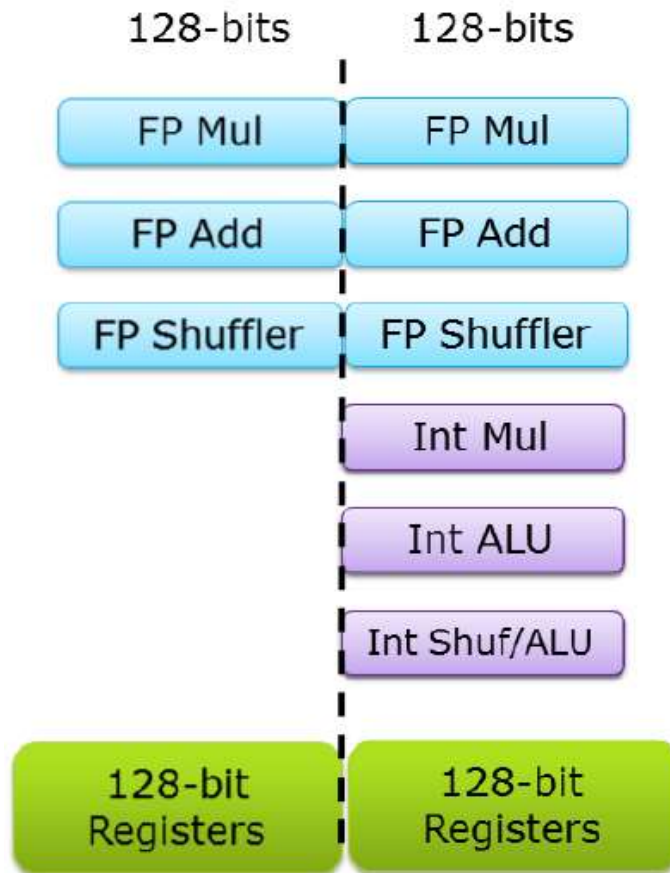 128-bits 128-bits
FP Mul FP Mul
FP Add FP Add
FP Shuffler FP Shuffler
Int Mul
Int ALU
Int Shuf/ALU
128-bit
Registers
128-bit
Registers